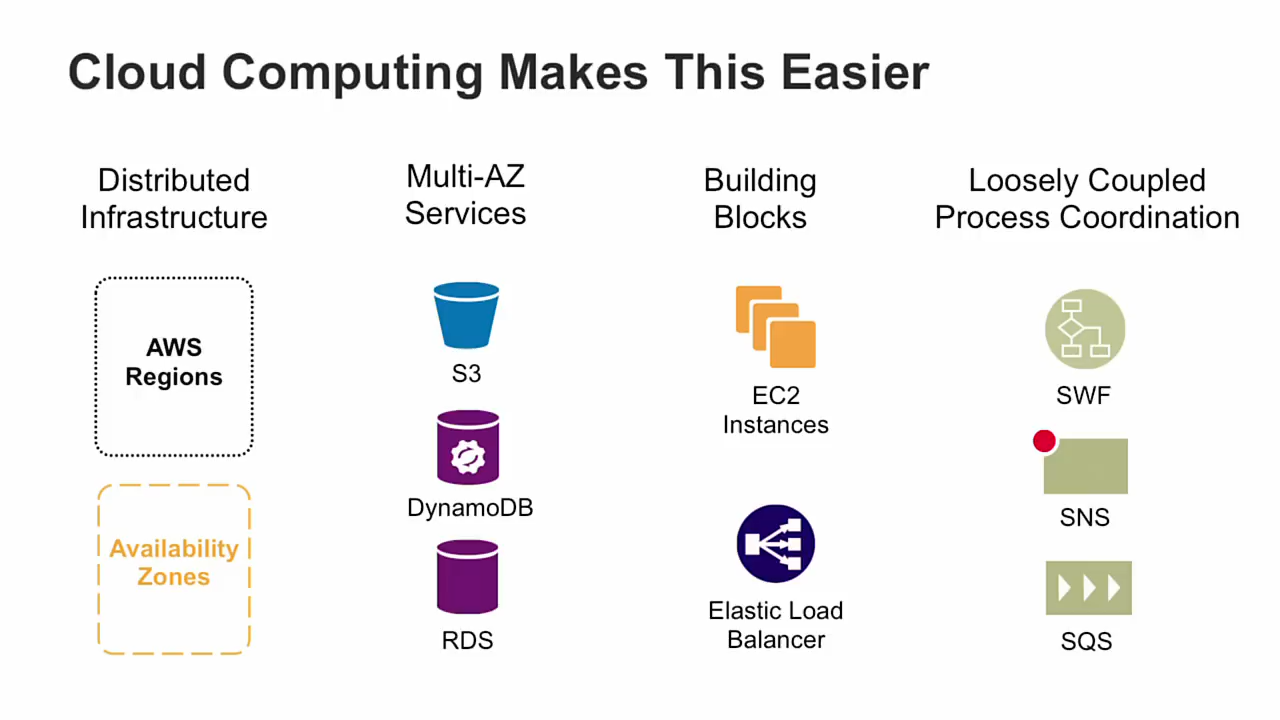 Cloud Computing Makes This Easier
Distributed
Infrastructure
AWS
Regions
Availability
Zones
Multi-AZ
Services
S3
DynamoDB
RDS
Building
Blocks
EC2
Instances
Elastic Load
Balancer
Loosely Coupled
Process Coordination
SWF
SNS
SQS